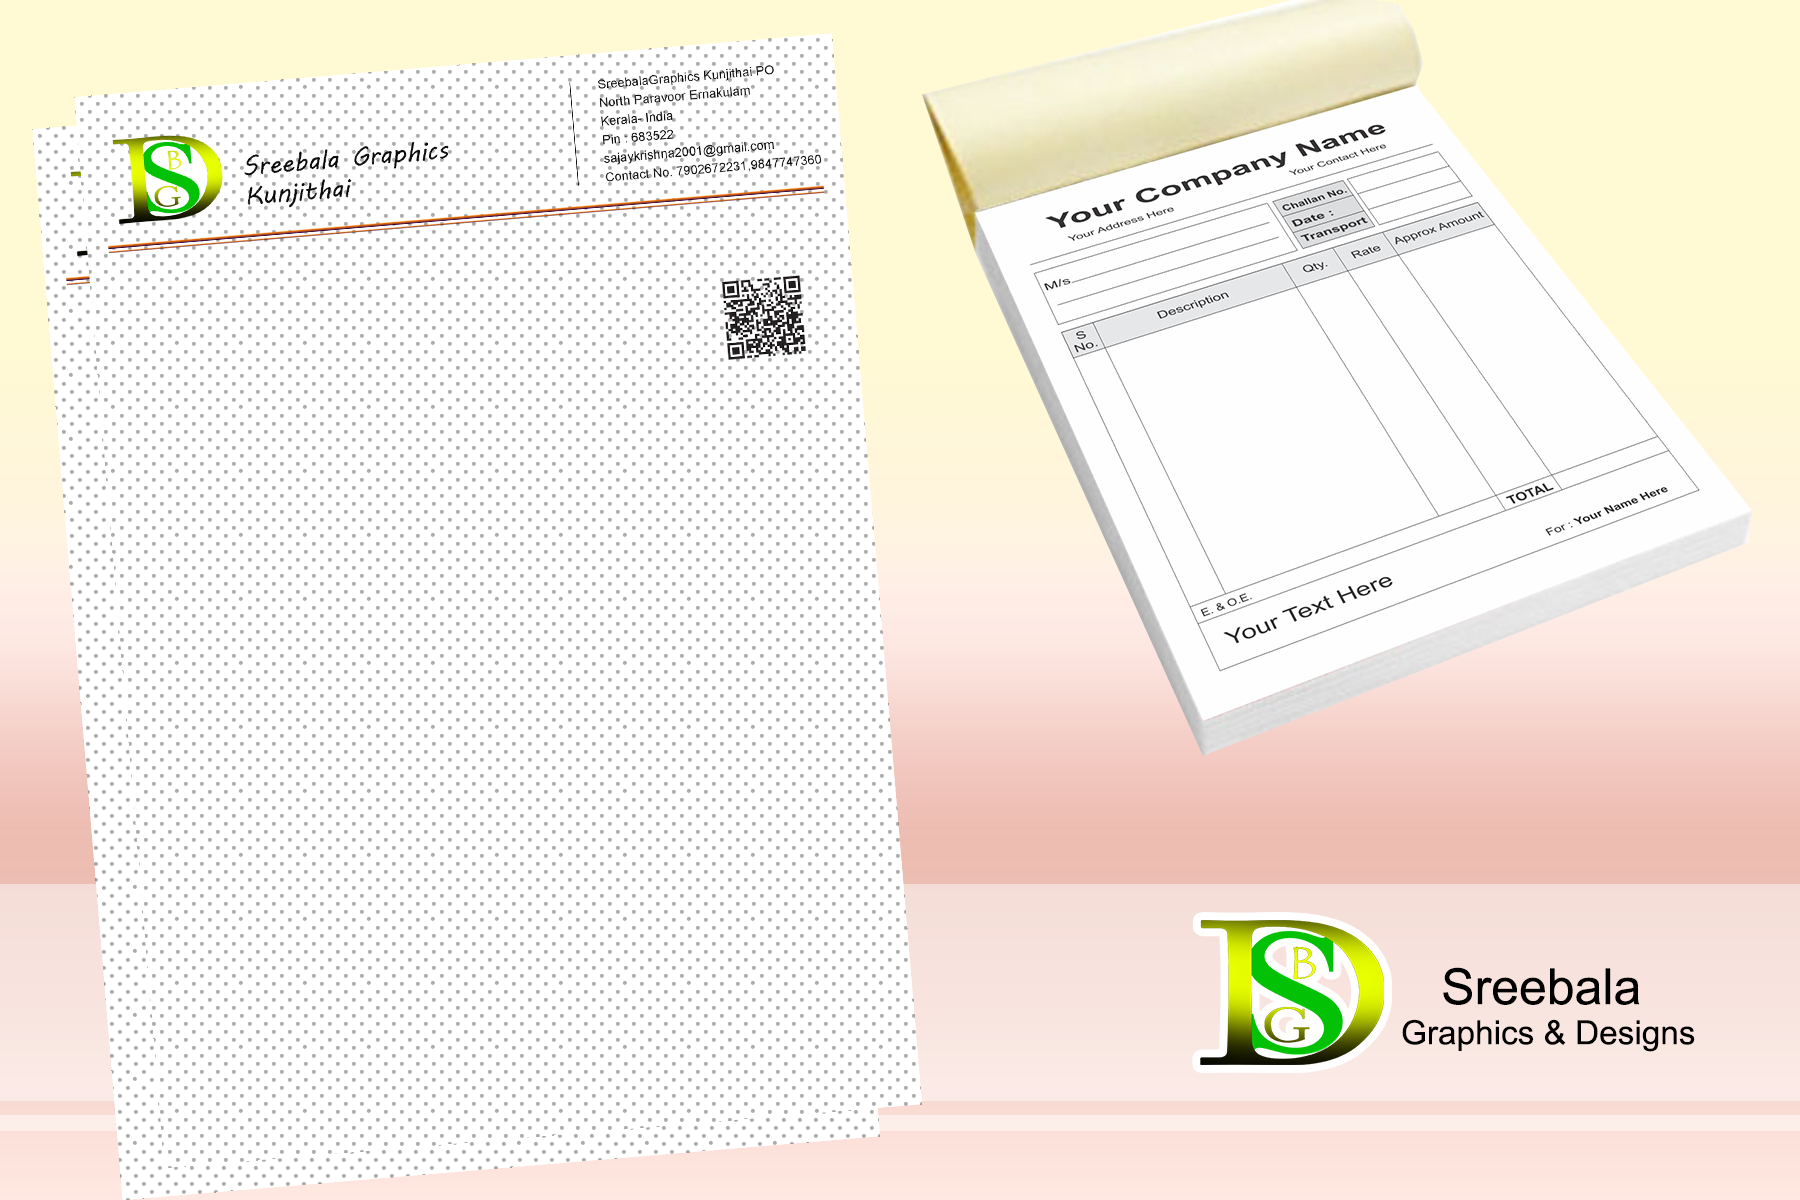 SreebalaGraphics Kunjithai PO
North Paravoor Ernakulam
Kerala- India
Pin : 683522
sajaykrishna2001@gmail.com
Contact No. 7902672231,9847747360
D S B G
Sreebala Graphics
Kunjithai
Your Company Name
Your Address Here
Your Contact Here
M/s
Challan No.
Date :
Transport
S No.
Description
Qty.
Rate
Approx Amount
TOTAL
E. & O.E.
For : Your Name Here
Your Text Here
D S B G
Sreebala
Graphics & Designs